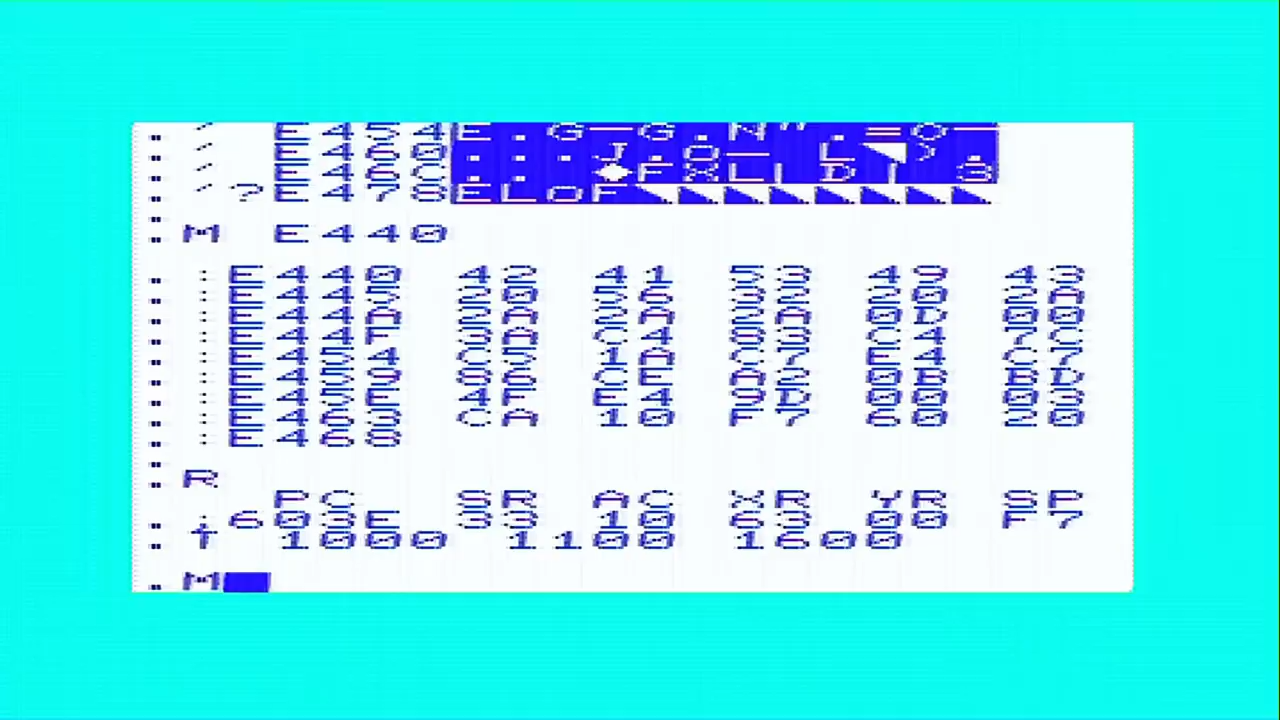 . ' E454E.G—G.N".=O—
. ' E460
. ' E46C
. '? E478ELOF
.
. M E440
. :E440 42 41 53 49 43
. :E445 20 56 32 20 2A
. :E44A 2A 2A 2A 0D 00
. :E44F 3A C4 83 C4 7C
. :E454 C5 1A C7 E4 C7
. :E459 86 CE A2 0B BD
. :E45E 4F E4 9D 00 03
. :E463 CA 10 F7 60 20
. :E468
.
. R
PC SR AC XR YR SP
. .603E 33 10 63 00 F7
. ↑ 1000 1100 1600
. M